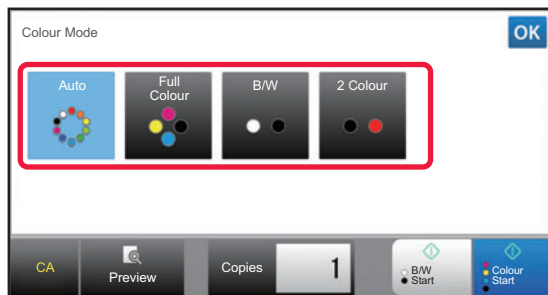 Colour Mode
OK
Auto
Full
Colour
B/W
2 Colour
CA
Preview
Copies
1
B/W
Start
Colour
Start